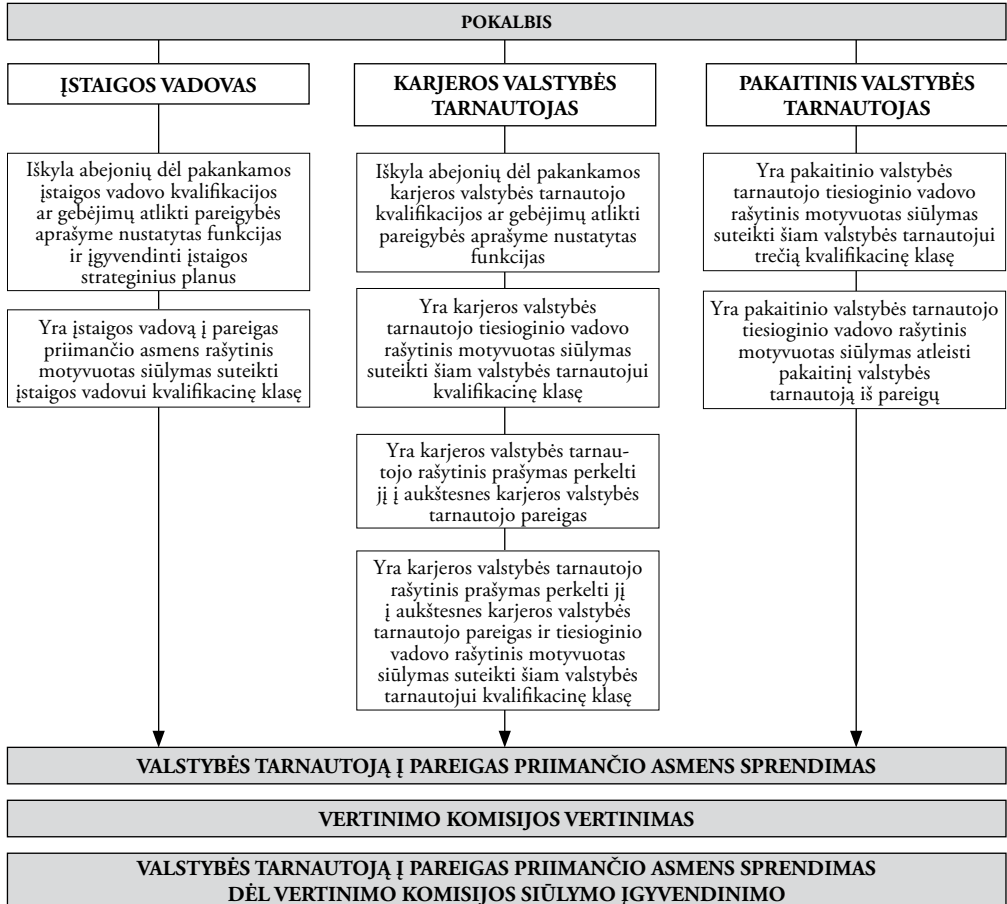 POKALBIS
ĮSTAIGOS VADOVAS
Iškyla abejonių dėl pakankamos
įstaigos vadovo kvalifikacijos
ar gebėjimų atlikti pareigybės
aprašyme nustatytas funkcijas
ir įgyvendinti įstaigos
strateginius planus
Yra įstaigos vadovą į pareigas
priimančio asmens rašytinis
motyvuotas siūlymas suteikti
įstaigos vadovui kvalifikacinę klasę
KARJEROS VALSTYBĖS
TARNAUTOJAS
Iškyla abejonių dėl pakankamos
karjeros valstybės tarnautojo
kvalifikacijos ar gebėjimų atlikti
pareigybės aprašyme nustatytas
funkcijas
Yra karjeros valstybės
tarnautojo tiesioginio vadovo
rašytinis motyvuotas siūlymas
suteikti šiam valstybės tarnautojui
kvalifikacinę klasę
Yra karjeros valstybės tarnau-
tojo rašytinis prašymas perkelti
jį į aukštesnes karjeros valstybės
tarnautojo pareigas
Yra karjeros valstybės tarnautojo
rašytinis prašymas perkelti jį
į aukštesnes karjeros valstybės
tarnautojo pareigas ir tiesioginio
vadovo rašytinis motyvuotas
siūlymas suteikti šiam valstybės
tarnautojui kvalifikacinę klasę
PAKAITINIS VALSTYBĖS
TARNAUTOJAS
Yra pakaitinio valstybės
tarnautojo tiesioginio vadovo
rašytinis motyvuotas siūlymas
suteikti šiam valstybės tarnautojui
trečią kvalifikacinę klasę
Yra pakaitinio valstybės tarnautojo
tiesioginio vadovo rašytinis
motyvuotas siūlymas atleisti
pakaitinį valstybės
tarnautoją iš pareigų
VALSTYBĖS TARNAUTOJĄ Į PAREIGAS PRIIMANČIO ASMENS SPRENDIMAS
VERTINIMO KOMISIJOS VERTINIMAS
VALSTYBĖS TARNAUTOJĄ Į PAREIGAS PRIIMANČIO ASMENS SPRENDIMAS
DĖL VERTINIMO KOMISIJOS SIŪLYMO ĮGYVENDINIMO